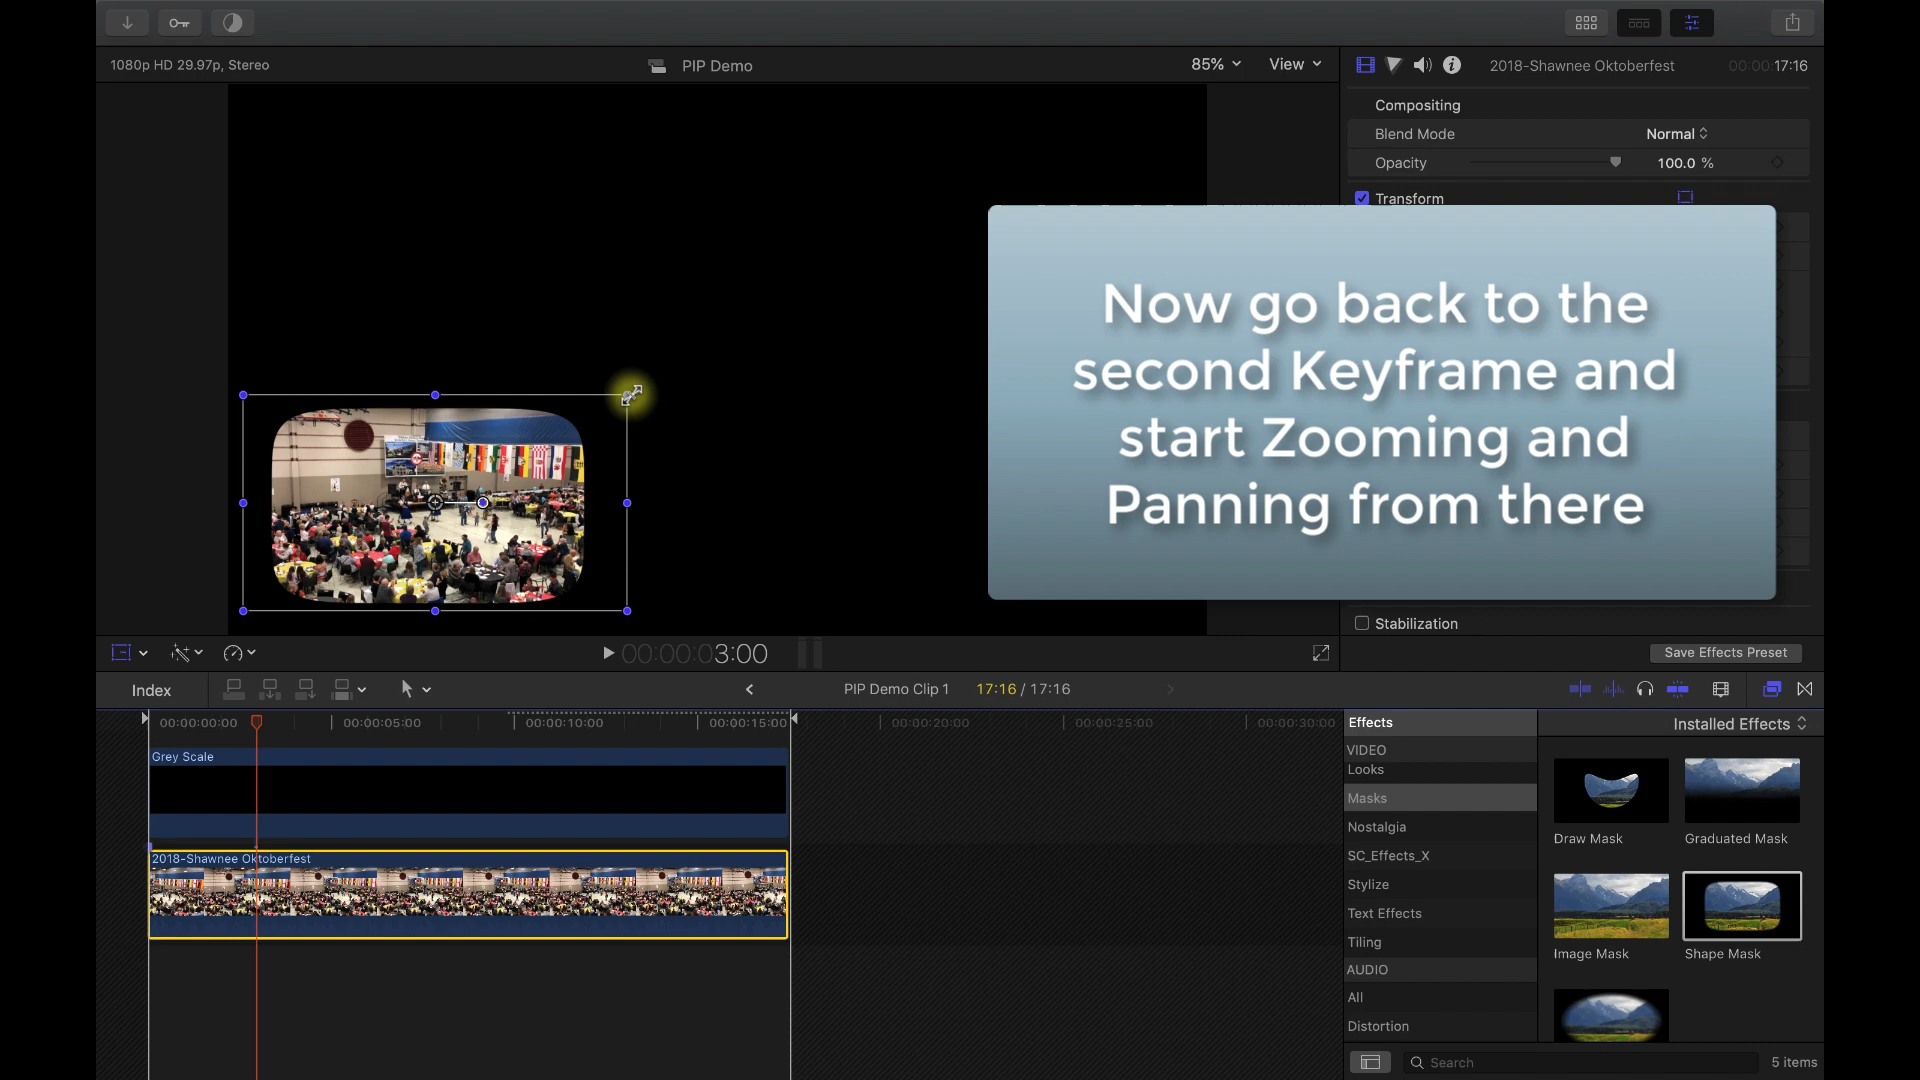 1080p HD 29.97p, Stereo
PIP Demo
85%
View
2018-Shawnee Oktoberfest
00:00:17:16
Compositing
Blend Mode
Normal
Opacity
100.0 %
Transform
Now go back to the
second Keyframe and
start Zooming and
Panning from there
Stabilization
00:00:00:03:00
Save Effects Preset
Index
PIP Demo Clip 1
17:16 / 17:16
00:00:00:00
00:00:05:00
00:00:10:00
00:00:15:00
00:00:20:00
00:00:25:00
00:00:30:00
Grey Scale
2018-Shawnee Oktoberfest
Effects
Installed Effects
VIDEO
Looks
Masks
Nostalgia
SC_Effects_X
Stylize
Text Effects
Tiling
AUDIO
All
Distortion
Draw Mask
Graduated Mask
Image Mask
Shape Mask
Search
5 items